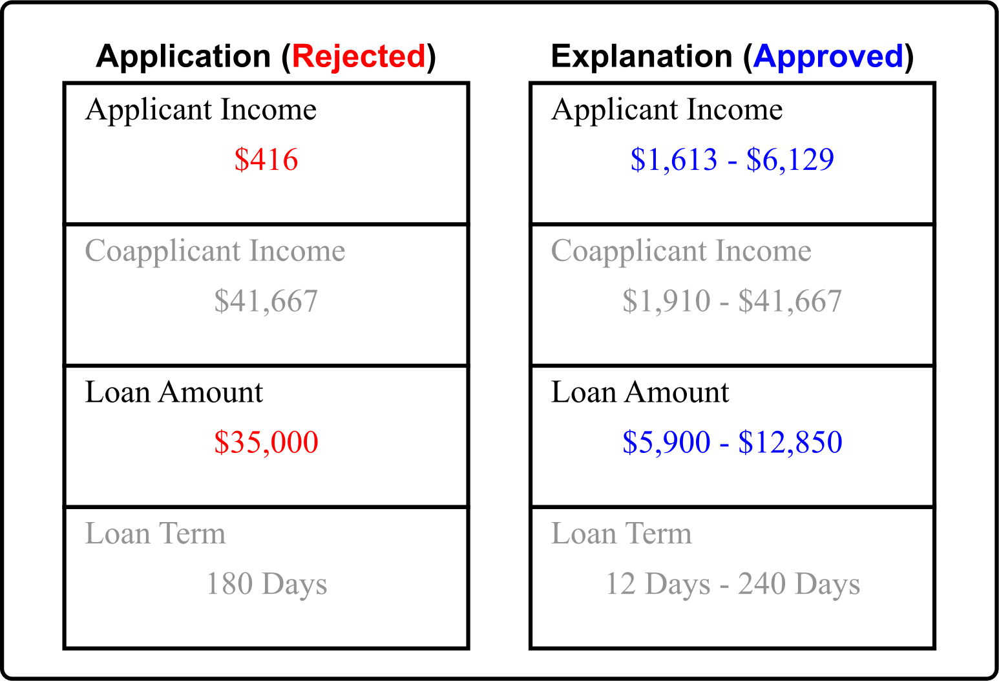 Application (Rejected)
Applicant Income
$416
Coapplicant Income
$41,667
Loan Amount
$35,000
Loan Term
180 Days
Explanation (Approved)
Applicant Income
$1,613 - $6,129
Coapplicant Income
$1,910 - $41,667
Loan Amount
$5,900 - $12,850
Loan Term
12 Days - 240 Days